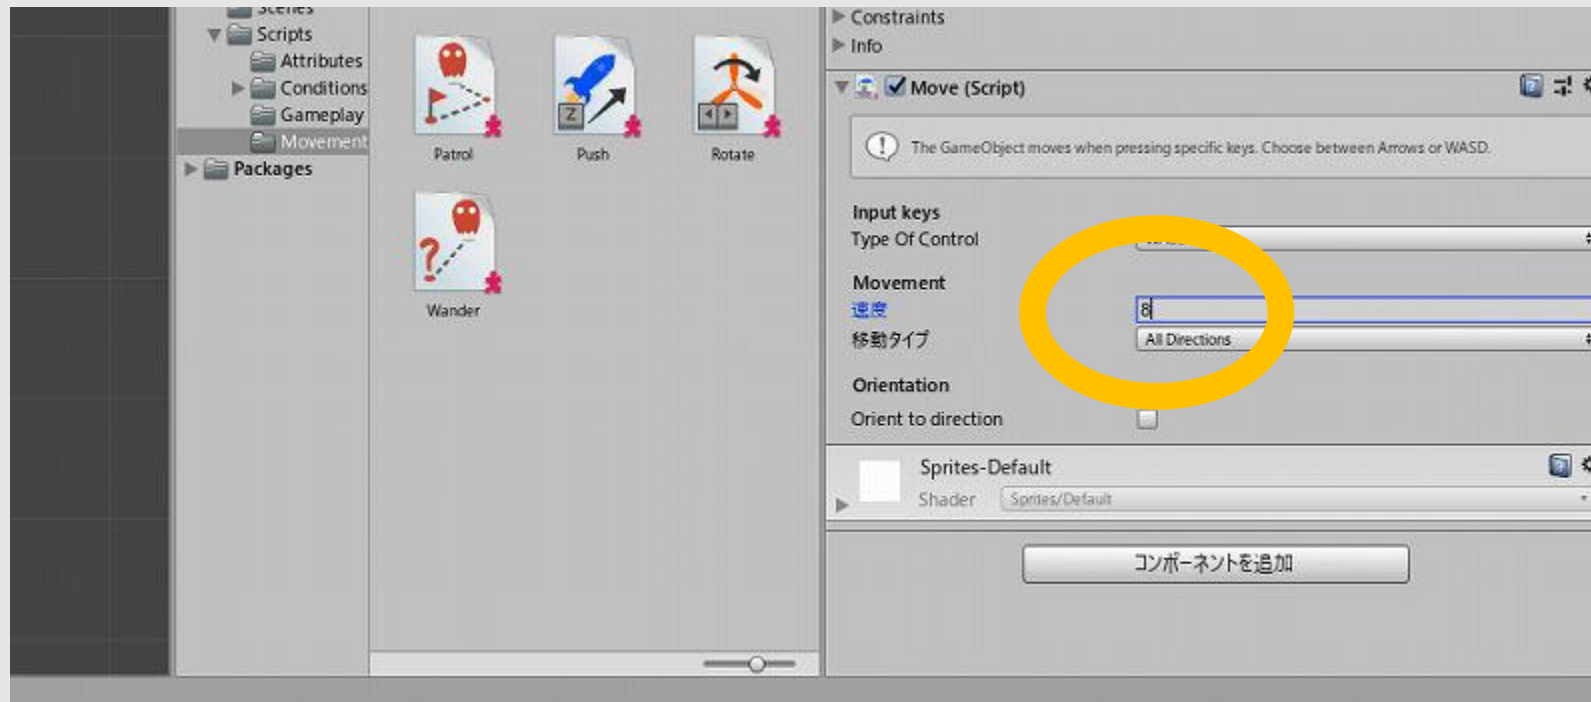 Scenes
Scripts
Attributes
Conditions
Gameplay
Movement
Packages
Patrol
Z
Push
Rotate
?
Wander
Constraints
Info
Move (Script)
The GameObject moves when pressing specific keys. Choose between Arrows or WASD.
Input keys
Type Of Control
Movement
速度
8
移動タイプ
All Directions
Orientation
Orient to direction
Sprites-Default
Shader
Sprites/Default
コンポーネントを追加